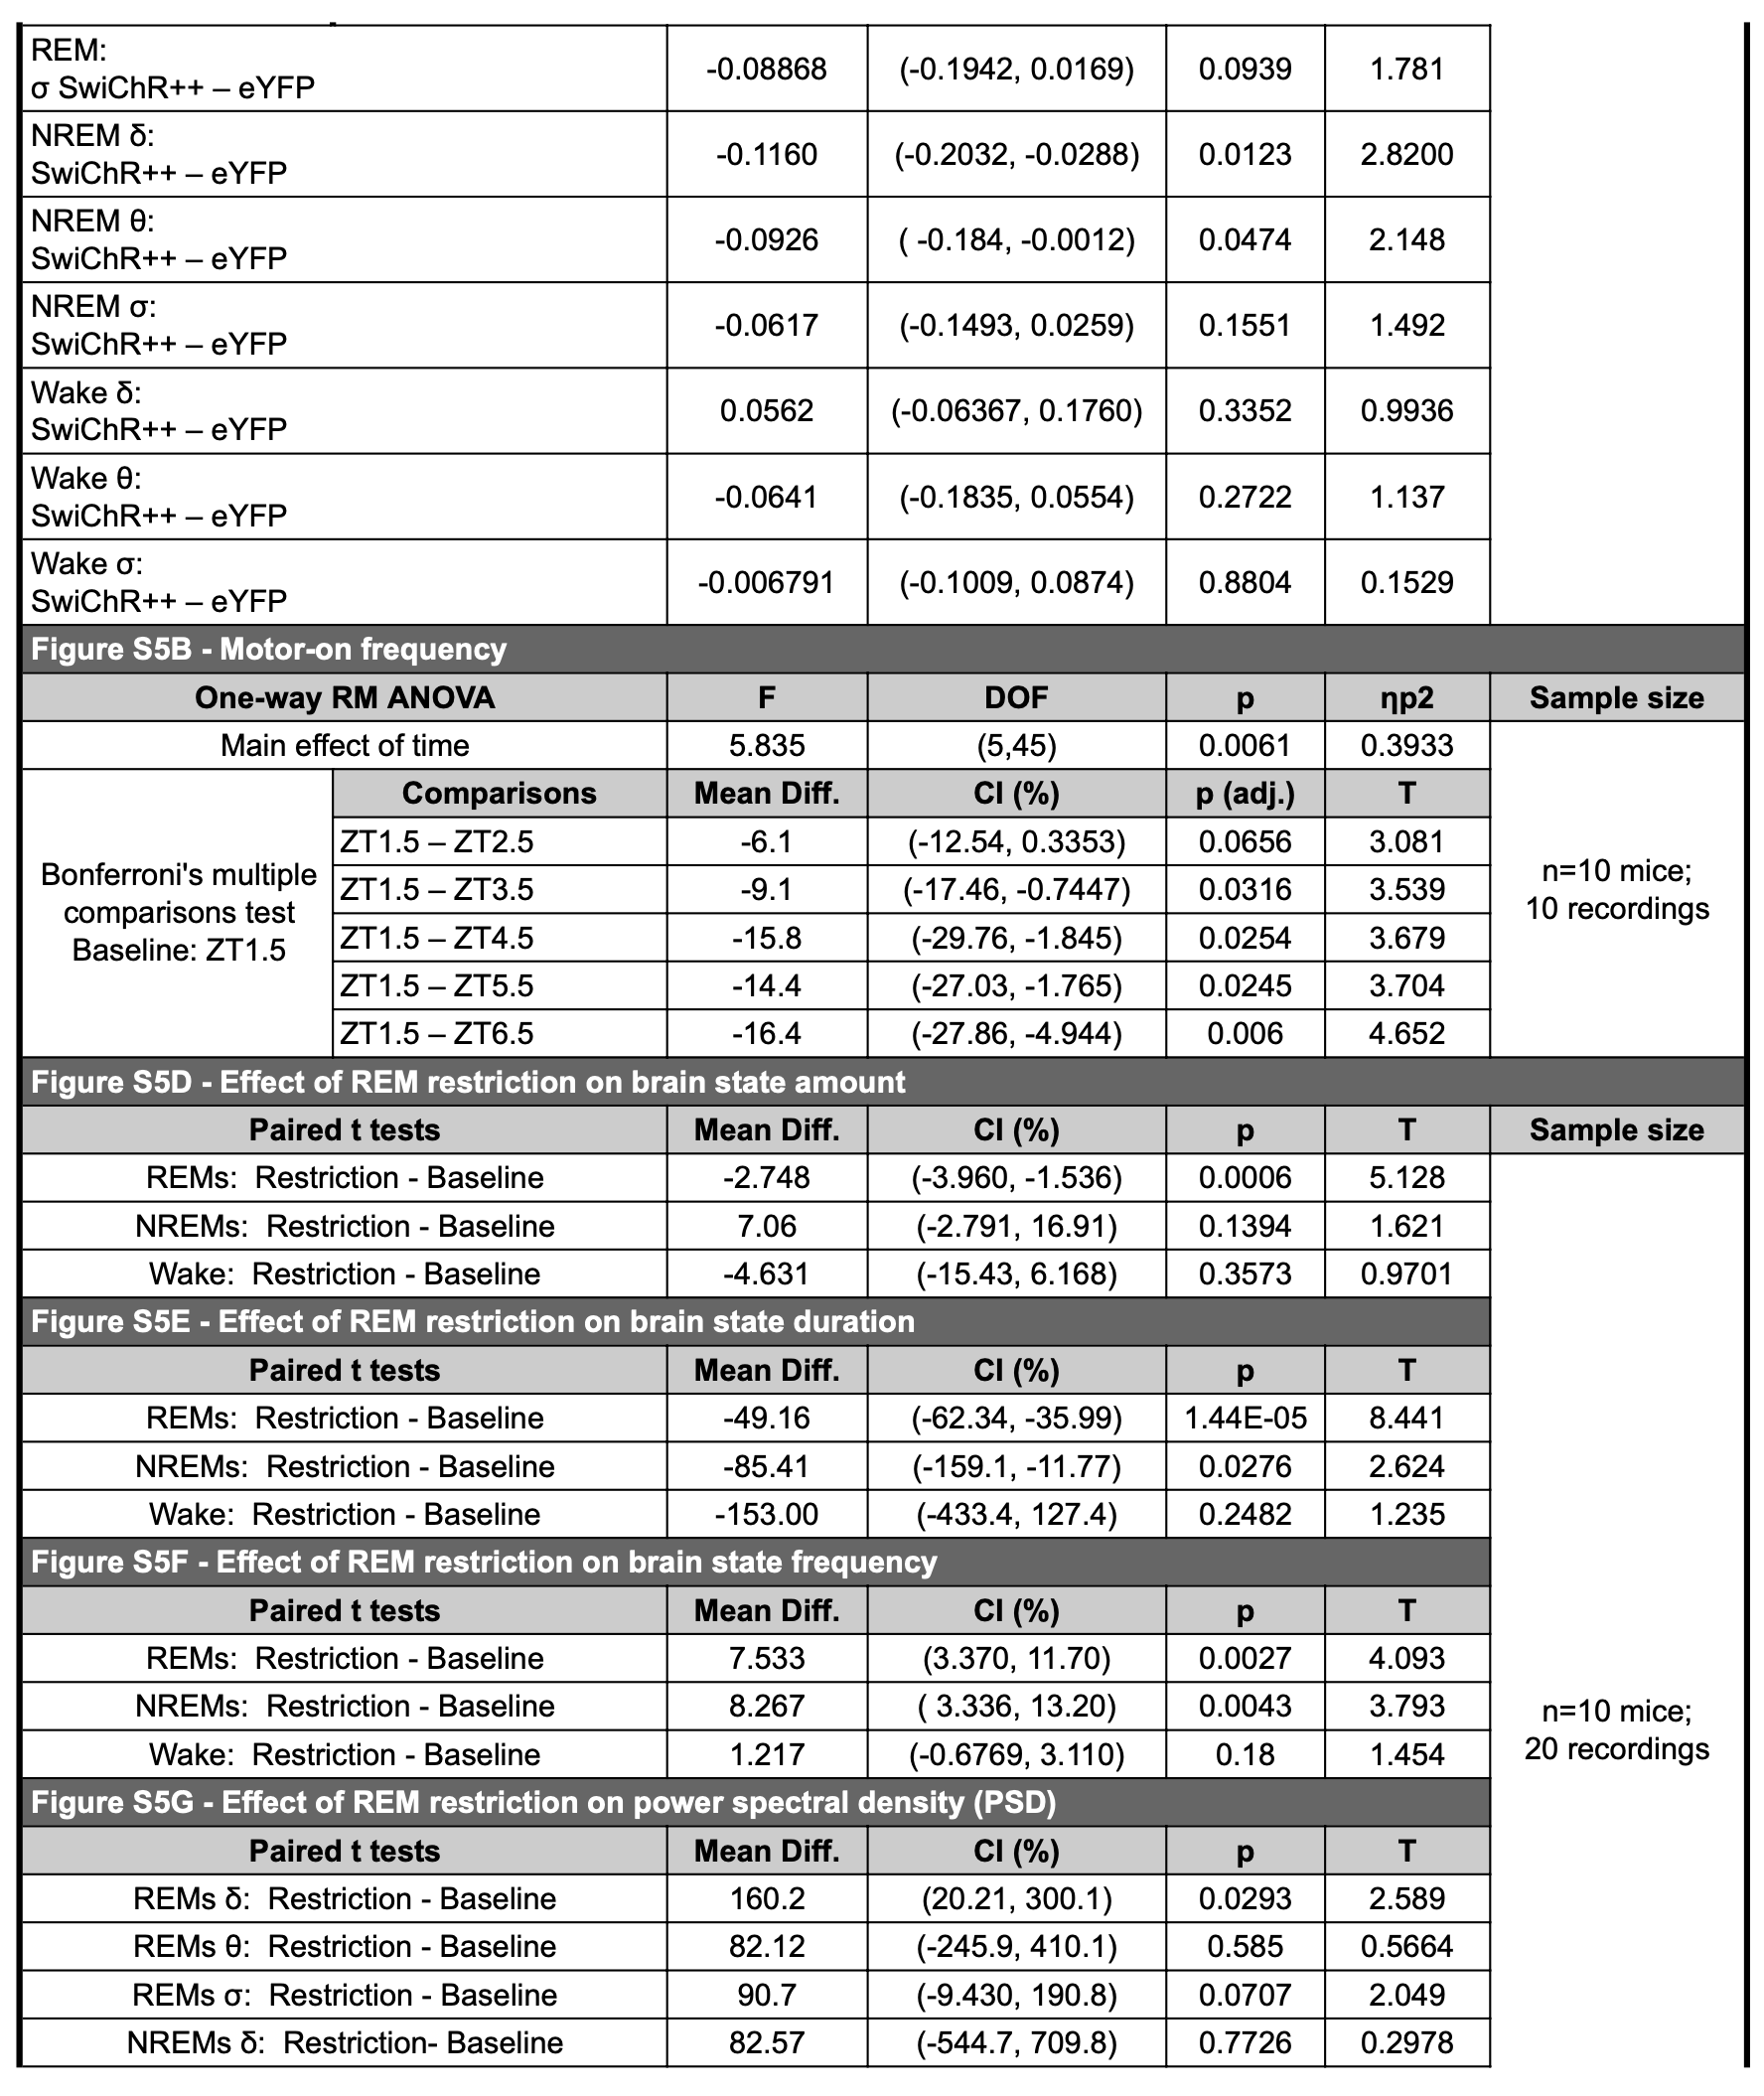 REM:
σ SwiChR++ – eYFP -0.08868 (-0.1942, 0.0169) 0.0939 1.781
NREM δ:
SwiChR++ – eYFP -0.1160 (-0.2032, -0.0288) 0.0123 2.8200
NREM θ:
SwiChR++ – eYFP -0.0926 ( -0.184, -0.0012) 0.0474 2.148
NREM σ:
SwiChR++ – eYFP -0.0617 (-0.1493, 0.0259) 0.1551 1.492
Wake δ:
SwiChR++ – eYFP 0.0562 (-0.06367, 0.1760) 0.3352 0.9936
Wake θ:
SwiChR++ – eYFP -0.0641 (-0.1835, 0.0554) 0.2722 1.137
Wake σ:
SwiChR++ – eYFP -0.006791 (-0.1009, 0.0874) 0.8804 0.1529
Figure S5B - Motor-on frequency
One-way RM ANOVA F DOF p ηp2 Sample size
Main effect of time 5.835 (5,45) 0.0061 0.3933
Comparisons Mean Diff. CI (%) p (adj.) T
ZT1.5 – ZT2.5 -6.1 (-12.54, 0.3353) 0.0656 3.081
ZT1.5 – ZT3.5 -9.1 (-17.46, -0.7447) 0.0316 3.539
ZT1.5 – ZT4.5 -15.8 (-29.76, -1.845) 0.0254 3.679
ZT1.5 – ZT5.5 -14.4 (-27.03, -1.765) 0.0245 3.704
ZT1.5 – ZT6.5 -16.4 (-27.86, -4.944) 0.006 4.652
Bonferroni's multiple
comparisons test
Baseline: ZT1.5
n=10 mice;
10 recordings
Figure S5D - Effect of REM restriction on brain state amount
Paired t tests Mean Diff. CI (%) p T Sample size
REMs: Restriction - Baseline -2.748 (-3.960, -1.536) 0.0006 5.128
NREMs: Restriction - Baseline 7.06 (-2.791, 16.91) 0.1394 1.621
Wake: Restriction - Baseline -4.631 (-15.43, 6.168) 0.3573 0.9701
Figure S5E - Effect of REM restriction on brain state duration
Paired t tests Mean Diff. CI (%) p T
REMs: Restriction - Baseline -49.16 (-62.34, -35.99) 1.44E-05 8.441
NREMs: Restriction - Baseline -85.41 (-159.1, -11.77) 0.0276 2.624
Wake: Restriction - Baseline -153.00 (-433.4, 127.4) 0.2482 1.235
Figure S5F - Effect of REM restriction on brain state frequency
Paired t tests Mean Diff. CI (%) p T
REMs: Restriction - Baseline 7.533 (3.370, 11.70) 0.0027 4.093
NREMs: Restriction - Baseline 8.267 ( 3.336, 13.20) 0.0043 3.793
Wake: Restriction - Baseline 1.217 (-0.6769, 3.110) 0.18 1.454
n=10 mice;
20 recordings
Figure S5G - Effect of REM restriction on power spectral density (PSD)
Paired t tests Mean Diff. CI (%) p T
REMs δ: Restriction - Baseline 160.2 (20.21, 300.1) 0.0293 2.589
REMs θ: Restriction - Baseline 82.12 (-245.9, 410.1) 0.585 0.5664
REMs σ: Restriction - Baseline 90.7 (-9.430, 190.8) 0.0707 2.049
NREMs δ: Restriction- Baseline 82.57 (-544.7, 709.8) 0.7726 0.2978